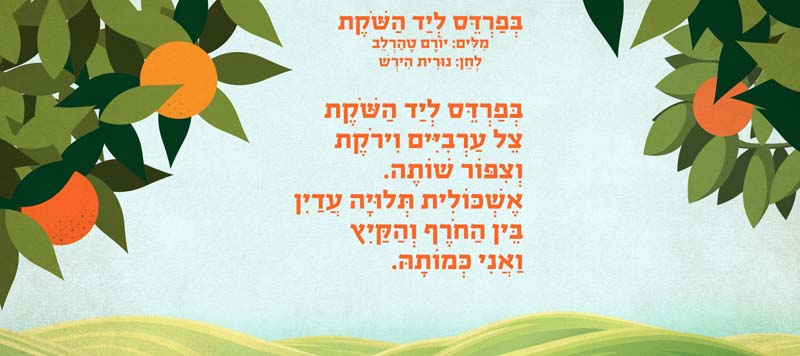 בְּפַרְדֵּס לְיַד הַשֹּׁקֶת
מִלִּים: יוֹרָם טָהַרְלֵב
לְחַן: נוּרִית הִירְשׁ
בְּפַרְדֵּס לְיַד הַשֹּׁקֶת
צֵל עַרְבִּיִּים וִירֹקֶת
וְצִפּוֹר שׁוֹתָה.
אֶשְׁכּוֹלִית תְּלוּיָה עֲדַיִן
בֵּין הַחֹרֶף וְהַקַּיִץ
וַאֲנִי כְּמוֹתָהּ.